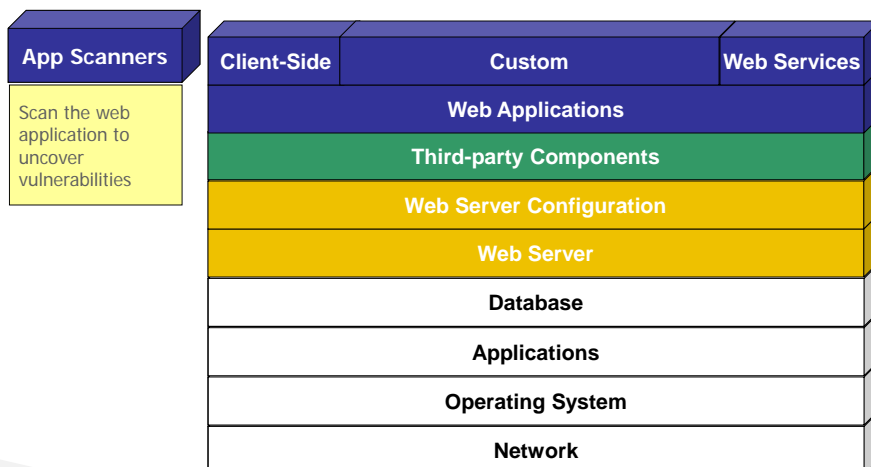 App Scanners
Scan the web
application to
uncover
vulnerabilities
Client-Side
Custom
Web Services
Web Applications
Third-party Components
Web Server Configuration
Web Server
Database
Applications
Operating System
Network